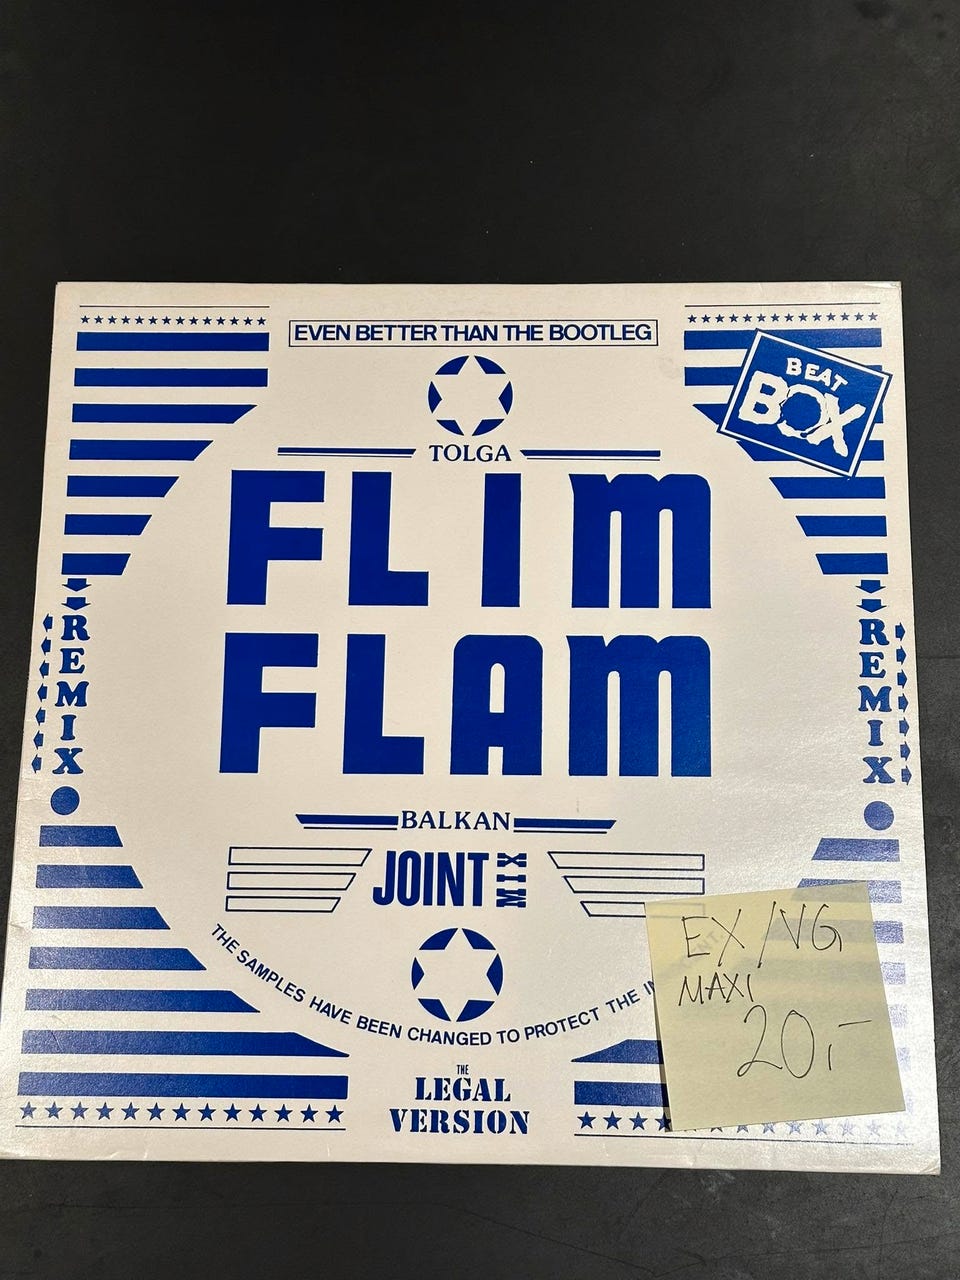 EVEN BETTER THAN THE BOOTLEG
BEAT
BOX
TOLGA
FLIM
FLAM
REMIX
REMIX
BALKAN
JOINT MIX
THE SAMPLES HAVE BEEN CHANGED TO PROTECT THE
THE
LEGAL
VERSION
EX/VG
MAXI
20,-